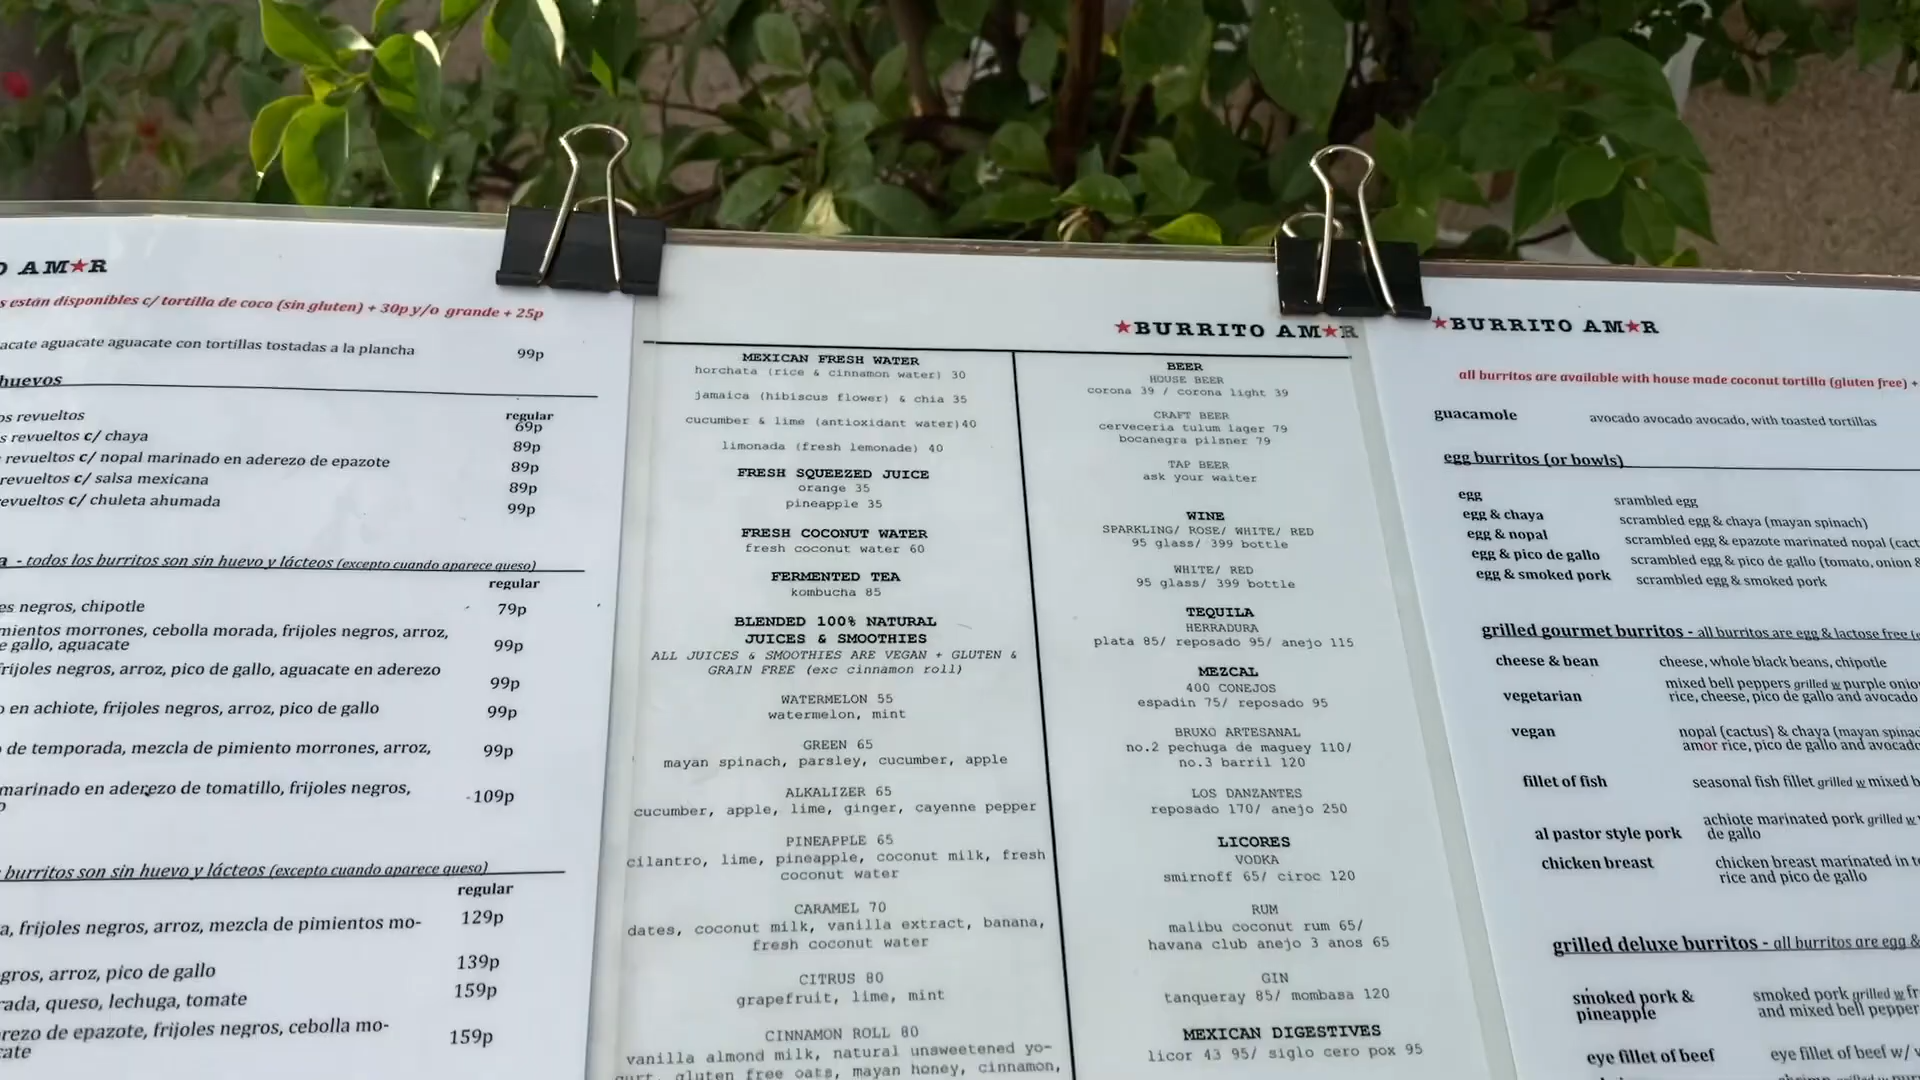 AM★R
están disponibles c/ tortilla de coco (sin gluten) + 30p y/o grande + 25p
aguacate aguacate con tortillas tostadas a la plancha 99p
huevos
regular
revueltos 69p
revueltos c/ chaya 89p
revueltos c/ nopal marinado en aderezo de epazote 89p
revueltos c/ salsa mexicana 89p
revueltos c/ chuleta ahumada 99p
- todos los burritos son sin huevo y lácteos (excepto cuando aparece queso)
regular
negros, chipotle 79p
morrones, cebolla morada, frijoles negros, arroz,
gallo, aguacate 99p
frijoles negros, arroz, pico de gallo, aguacate en aderezo
99p
en achiote, frijoles negros, arroz, pico de gallo 99p
de temporada, mezcla de pimiento morrones, arroz, 99p
marinado en aderezo de tomatillo, frijoles negros, 109p
burritos son sin huevo y lácteos (excepto cuando aparece queso)
regular
frijoles negros, arroz, mezcla de pimientos mo- 129p
arroz, pico de gallo 139p
queso, lechuga, tomate 159p
de epazote, frijoles negros, cebolla mo- 159p
★BURRITO AM★R
MEXICAN FRESH WATER
horchata (rice & cinnamon water) 30
jamaica (hibiscus flower) & chia 35
cucumber & lime (antioxidant water)40
limonada (fresh lemonade) 40
FRESH SQUEEZED JUICE
orange 35
pineapple 35
FRESH COCONUT WATER
fresh coconut water 60
FERMENTED TEA
kombucha 85
BLENDED 100% NATURAL
JUICES & SMOOTHIES
ALL JUICES & SMOOTHIES ARE VEGAN + GLUTEN &
GRAIN FREE (exc cinnamon roll)
WATERMELON 55
watermelon, mint
GREEN 65
mayan spinach, parsley, cucumber, apple
ALKALIZER 65
cucumber, apple, lime, ginger, cayenne pepper
PINEAPPLE 65
cilantro, lime, pineapple, coconut milk, fresh
coconut water
CARAMEL 70
dates, coconut milk, vanilla extract, banana,
fresh coconut water
CITRUS 80
grapefruit, lime, mint
CINNAMON ROLL 80
vanilla almond milk, natural unsweetened yo-
gurt, gluten free oats, mayan honey, cinnamon,
BEER
HOUSE BEER
corona 39 / corona light 39
CRAFT BEER
cerveceria tulum lager 79
bocanegra pilsner 79
TAP BEER
ask your waiter
WINE
SPARKLING/ ROSE/ WHITE/ RED
95 glass/ 399 bottle
WHITE/ RED
95 glass/ 399 bottle
TEQUILA
HERRADURA
plata 85/ reposado 95/ anejo 115
MEZCAL
400 CONEJOS
espadin 75/ reposado 95
BRUXO ARTESANAL
no.2 pechuga de maguey 110/
no.3 barril 120
LOS DANZANTES
reposado 170/ anejo 250
LICORES
VODKA
smirnoff 65/ ciroc 120
RUM
malibu coconut rum 65/
havana club anejo 3 anos 65
GIN
tanqueray 85/ mombasa 120
MEXICAN DIGESTIVES
licor 43 95/ siglo cero pox 95
★BURRITO AM★R
all burritos are available with house made coconut tortilla (gluten free) +
guacamole avocado avocado avocado, with toasted tortillas
egg burritos (or bowls)
egg srambled egg
egg & chaya scrambled egg & chaya (mayan spinach)
egg & nopal scrambled egg & epazote marinated nopal
egg & pico de gallo scrambled egg & pico de gallo (tomato, onion &
egg & smoked pork scrambled egg & smoked pork
grilled gourmet burritos - all burritos are egg & lactose free
cheese & bean cheese, whole black beans, chipotle
vegetarian mixed bell peppers grilled w purple
rice, cheese, pico de gallo and avocado
vegan nopal (cactus) & chaya (mayan
amor rice, pico de gallo and avocado
fillet of fish seasonal fish fillet grilled w mixed
al pastor style pork achiote marinated pork grilled w
de gallo
chicken breast chicken breast marinated in
rice and pico de gallo
grilled deluxe burritos - all burritos are egg &
smoked pork & pineapple smoked pork grilled w
and mixed bell
eye fillet of beef eye fillet of beef w/